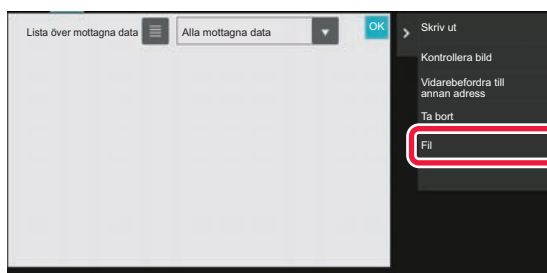 Lista över mottagna data
Alla mottagna data
OK
Skriv ut
Kontrollera bild
Vidarebefordra till
annan adress
Ta bort
Fil